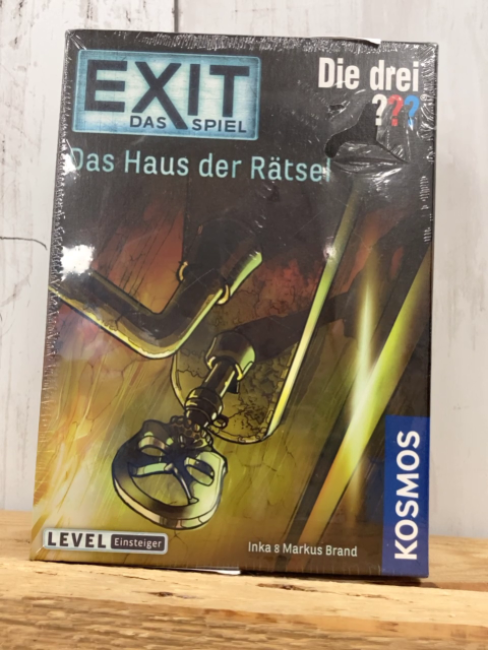 EXIT
DAS SPIEL
Die drei
???
Das Haus der Rätsel
KOSMOS
LEVEL Einsteiger
Inka & Markus Brand